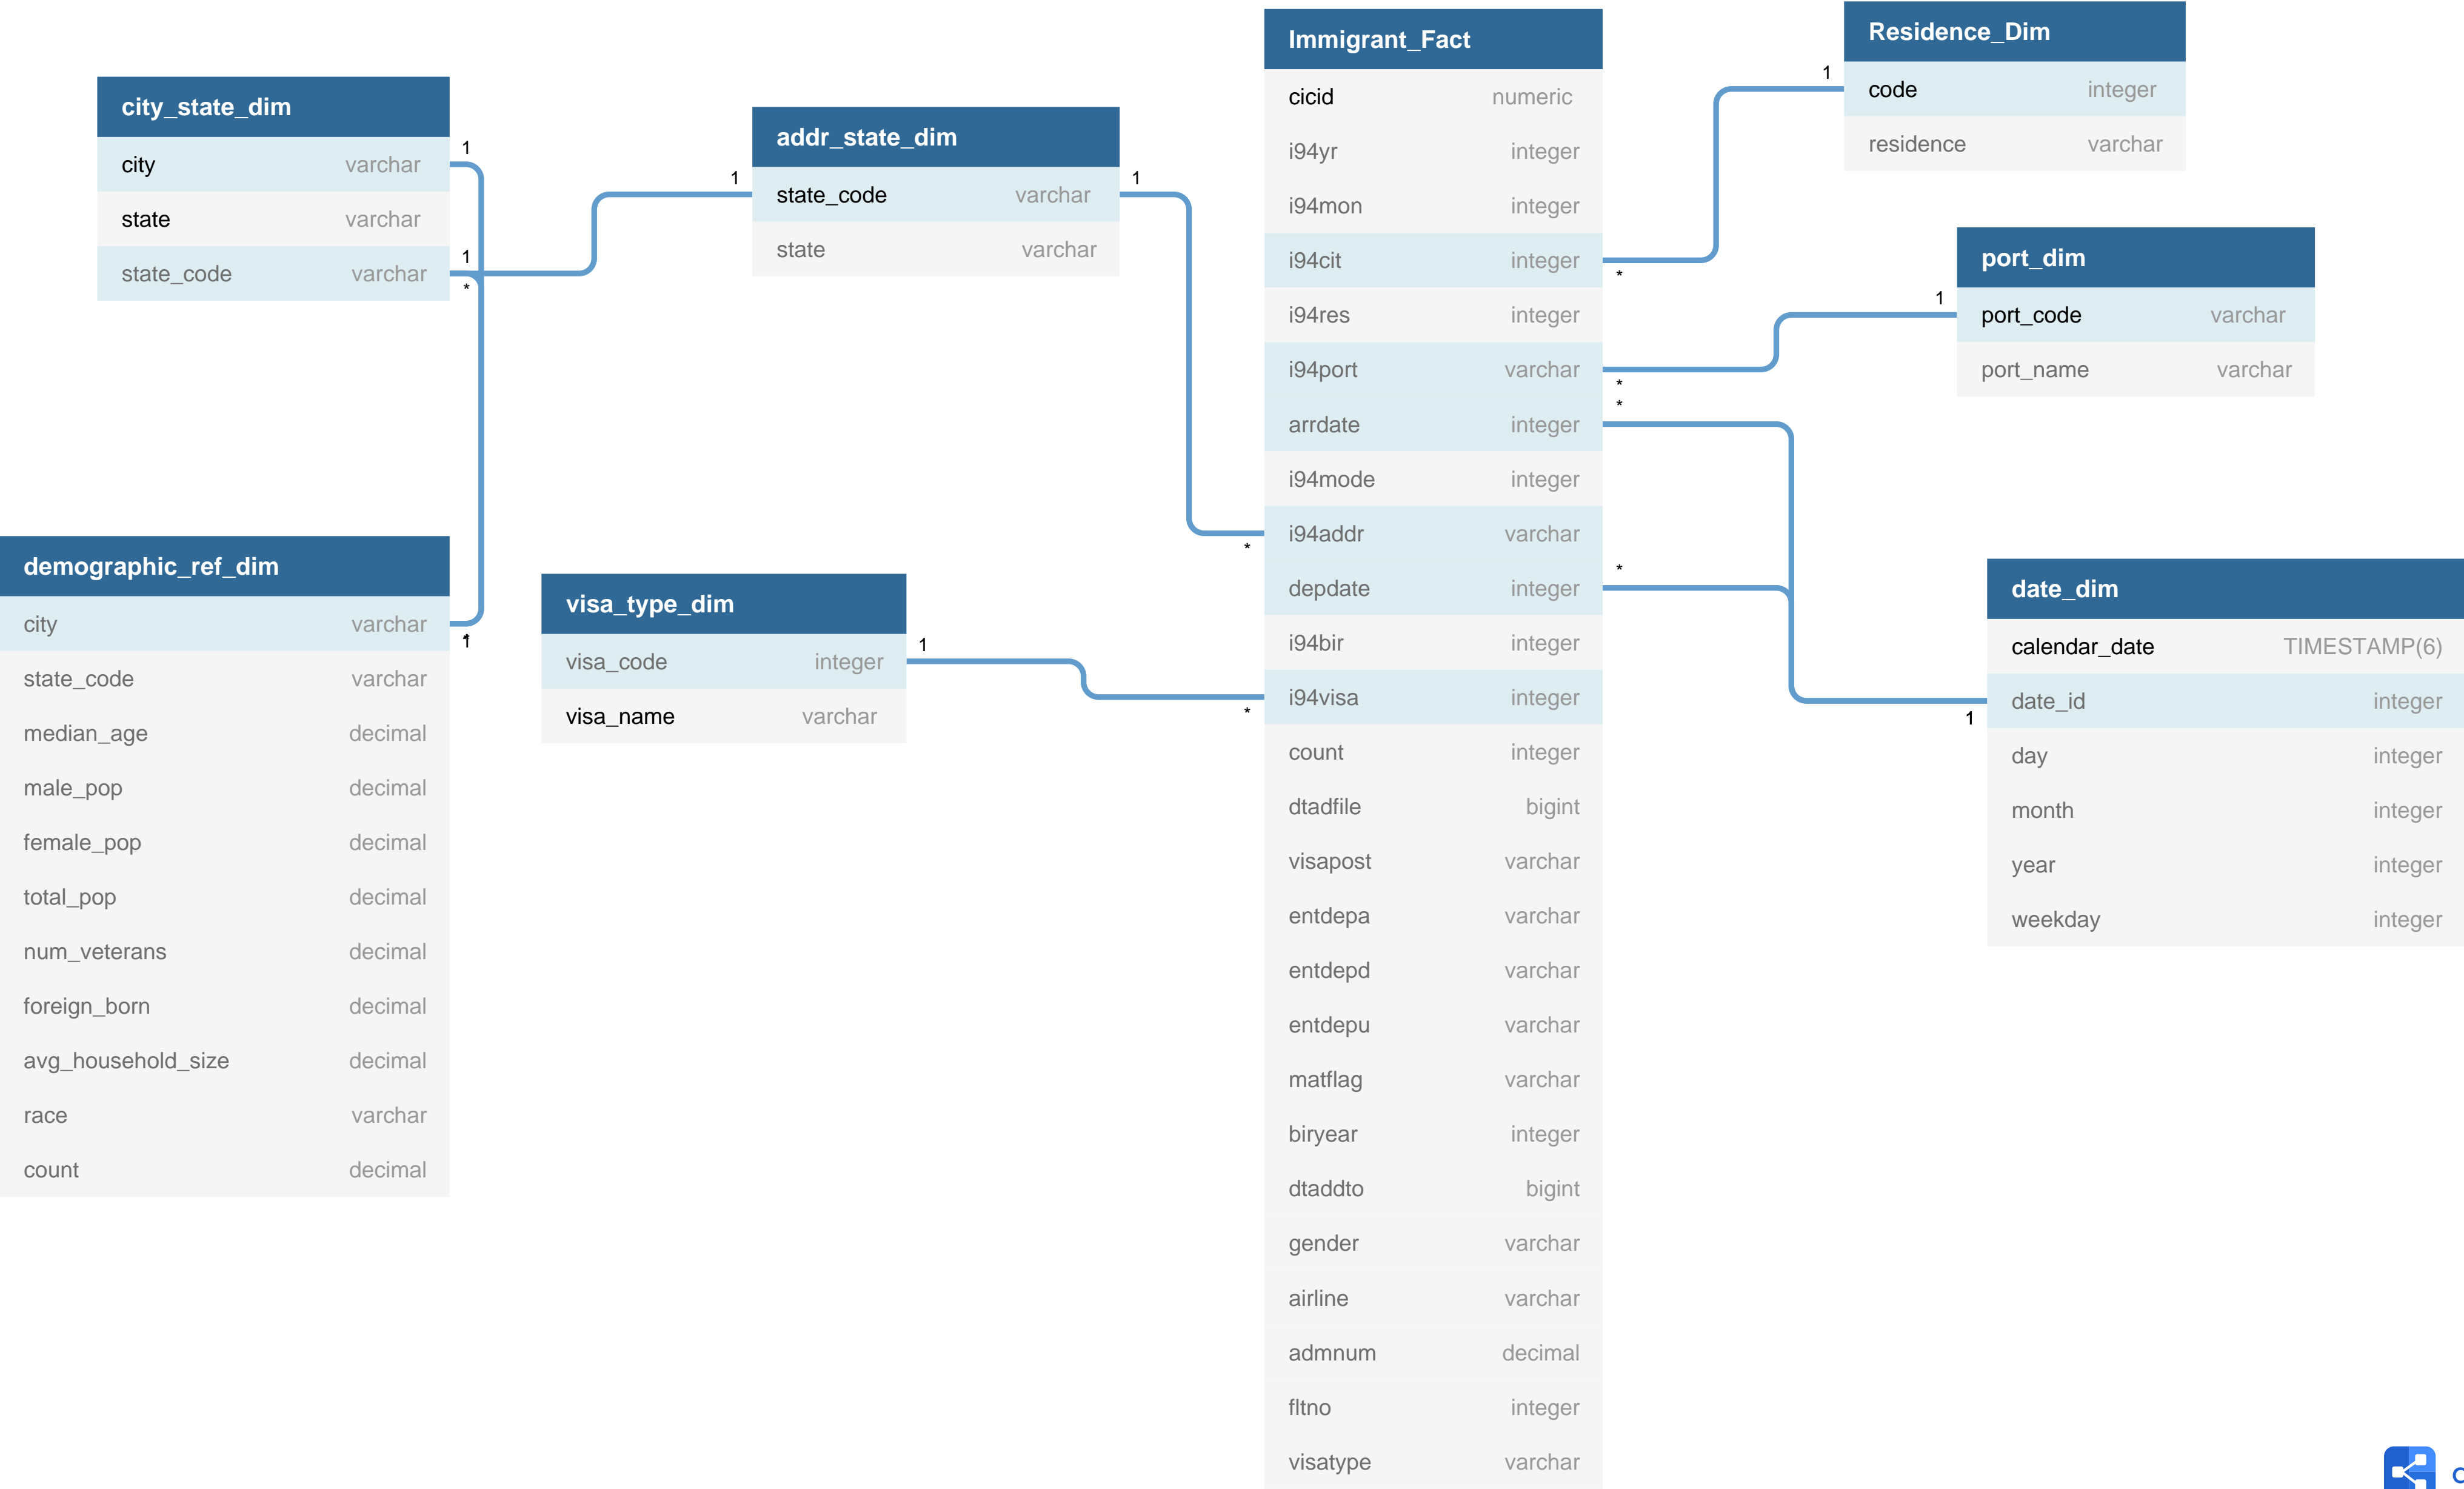 city_state_dim
city varchar
state varchar
state_code varchar
1
1
*
addr_state_dim
state_code varchar
state varchar
1
1
Immigrant_Fact
cicid numeric
i94yr integer
i94mon integer
i94cit integer
i94res integer
i94port varchar
arrdate integer
i94mode integer
i94addr varchar
depdate integer
i94bir integer
i94visa integer
count integer
dtadfile bigint
visapost varchar
entdepa varchar
entdepd varchar
entdepu varchar
matflag varchar
biryear integer
dtaddto bigint
gender varchar
airline varchar
admnum decimal
fltno integer
visatype varchar
*
*
*
*
*
*
Residence_Dim
code integer
residence varchar
1
port_dim
port_code varchar
port_name varchar
1
demographic_ref_dim
city varchar
state_code varchar
median_age decimal
male_pop decimal
female_pop decimal
total_pop decimal
num_veterans decimal
foreign_born decimal
avg_household_size decimal
race varchar
count decimal
1
visa_type_dim
visa_code integer
visa_name varchar
1
date_dim
calendar_date TIMESTAMP(6)
date_id integer
day integer
month integer
year integer
weekday integer
1